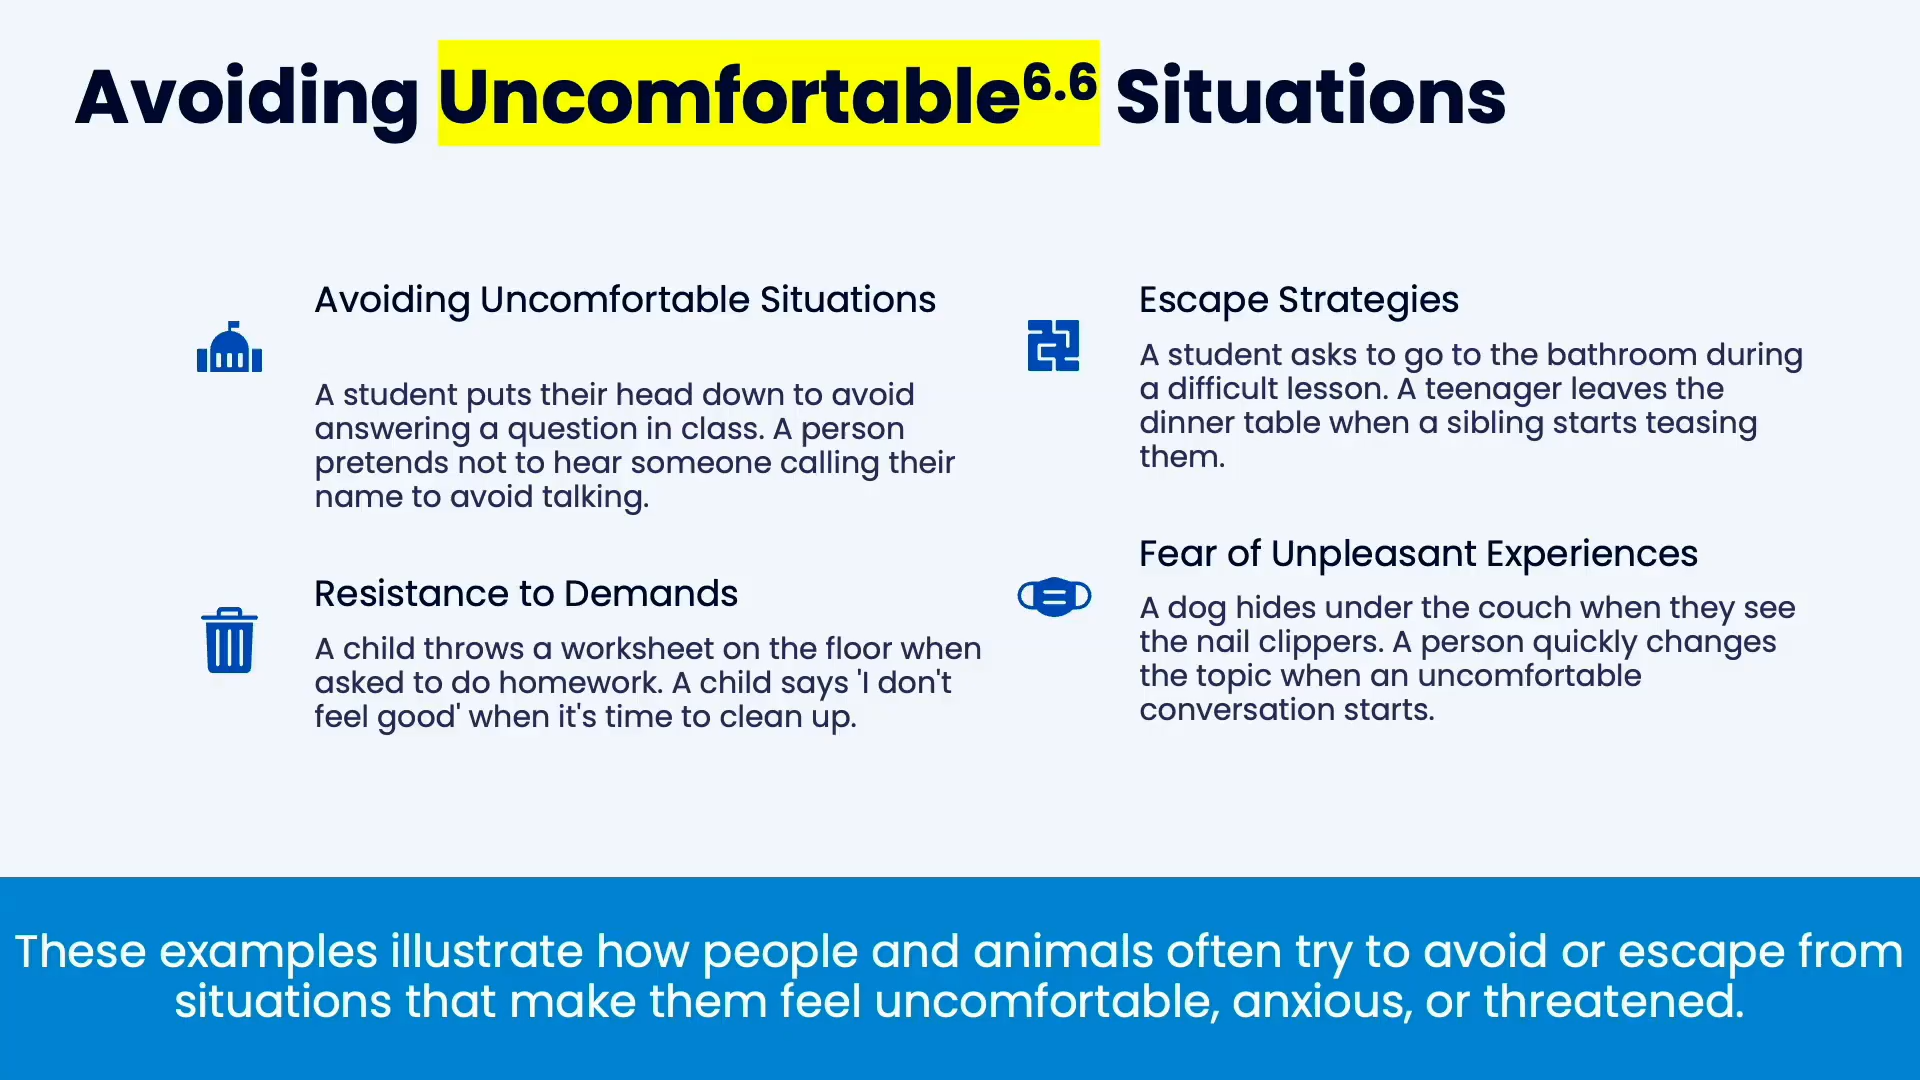 Avoiding Uncomfortable6.6 Situations
Avoiding Uncomfortable Situations
A student puts their head down to avoid
answering a question in class. A person
pretends not to hear someone calling their
name to avoid talking.
Escape Strategies
A student asks to go to the bathroom during
a difficult lesson. A teenager leaves the
dinner table when a sibling starts teasing
them.
Resistance to Demands
A child throws a worksheet on the floor when
asked to do homework. A child says 'I don't
feel good' when it's time to clean up.
Fear of Unpleasant Experiences
A dog hides under the couch when they see
the nail clippers. A person quickly changes
the topic when an uncomfortable
conversation starts.
These examples illustrate how people and animals often try to avoid or escape from
situations that make them feel uncomfortable, anxious, or threatened.